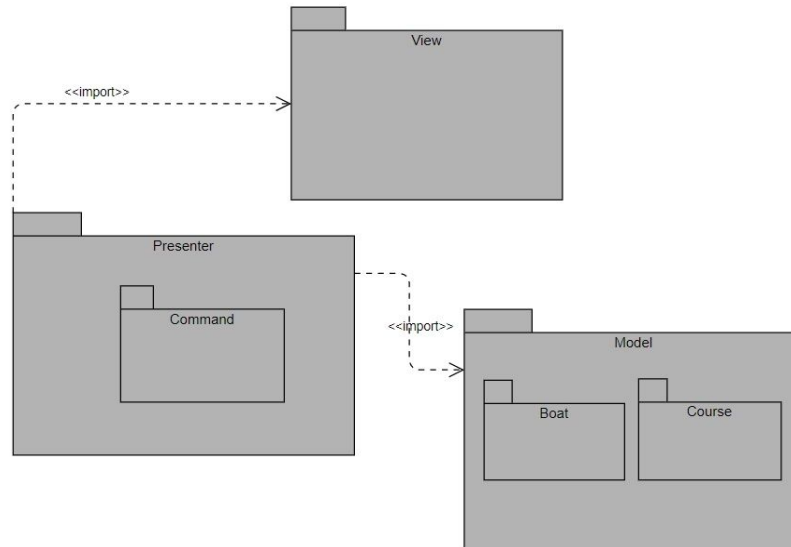 View
<<import>>
Presenter
Command
<<import>>
Model
Boat
Course